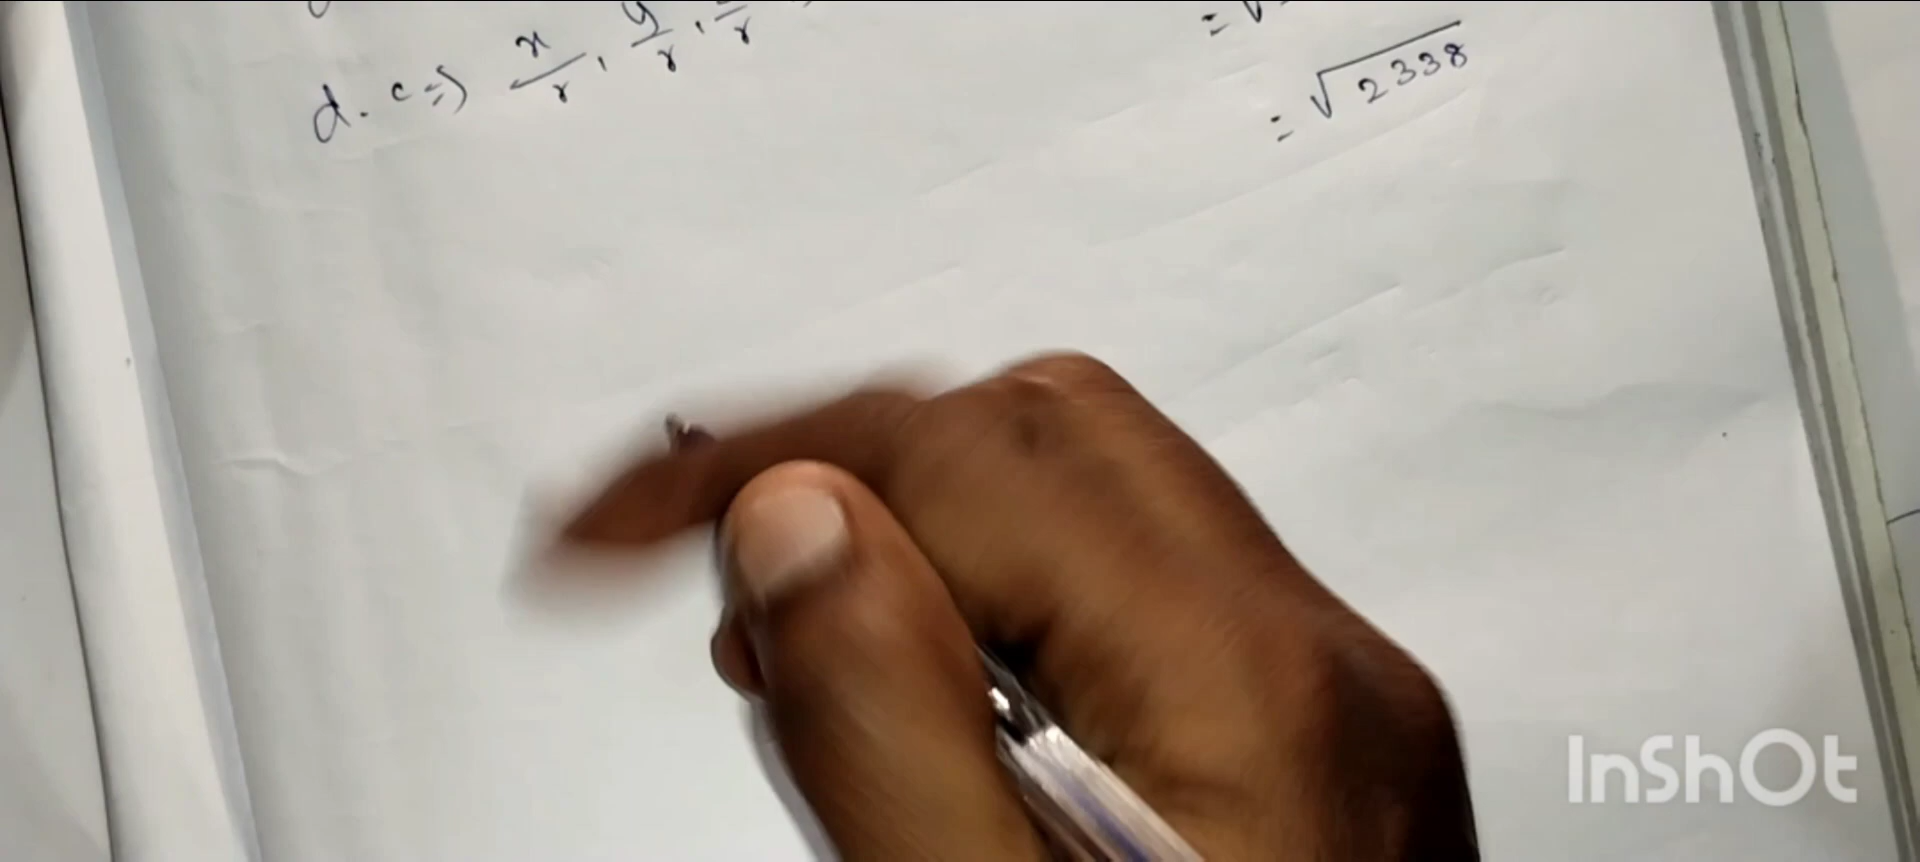 d.c ⇒ x/r, y/r, z/r
= √
= √2338
InShOt